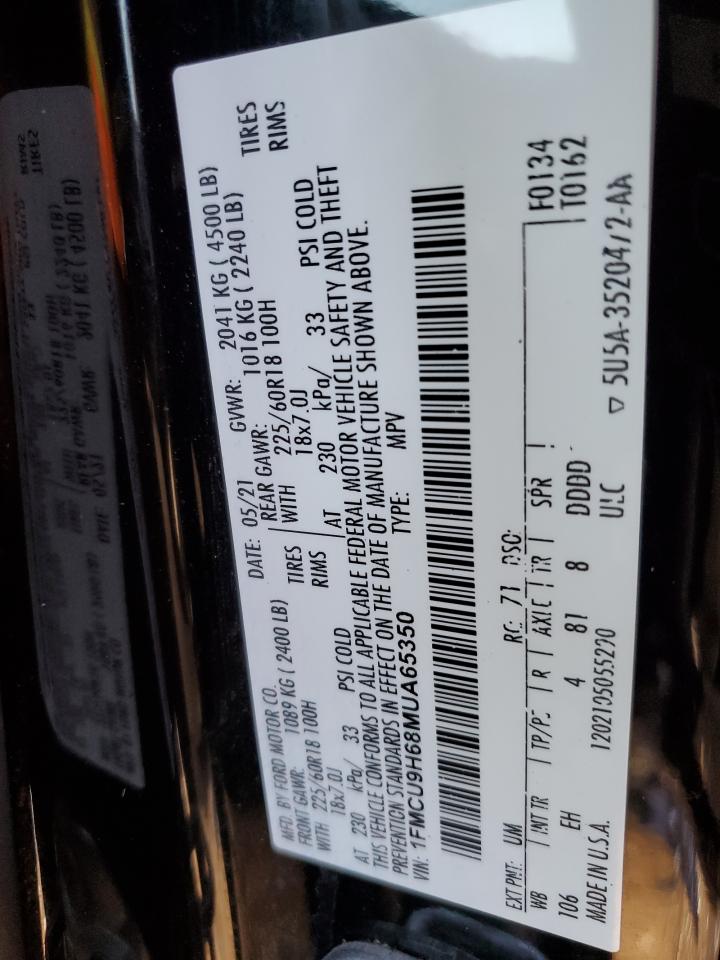 MFD. BY FORD MOTOR CO.
DATE: 05/21 GVWR: 2041 KG ( 4500 LB)
FRONT GAWR: 1089 KG ( 2400 LB) REAR GAWR: 1016 KG ( 2240 LB)
WITH 225/60R18 100H TIRES WITH 225/60R18 100H TIRES
18x7.0J RIMS 18x7.0J RIMS
AT 230 kPa/ 33 PSI COLD AT 230 kPa/ 33 PSI COLD
THIS VEHICLE CONFORMS TO ALL APPLICABLE FEDERAL MOTOR VEHICLE SAFETY AND THEFT
PREVENTION STANDARDS IN EFFECT ON THE DATE OF MANUFACTURE SHOWN ABOVE.
VIN: 1FMCU9H68MUA65350 TYPE: MPV
EXT PNT: UM RC: 71 DSO: F0134
WB INT TR TP/PS R AXLE TR SPR T0162
106 EH 4 81 8 DDDD
MADE IN U.S.A. ULC ▽ 5U5A-3520472-AA